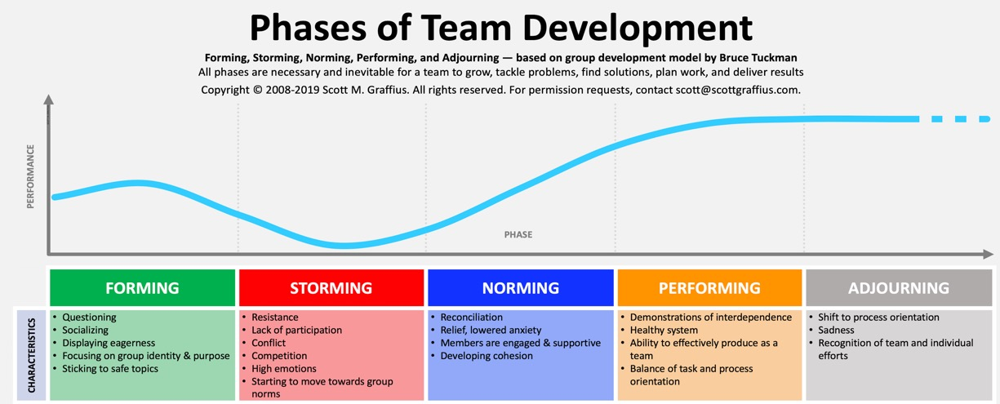 Phases of Team Development
Forming, Storming, Norming, Performing, and Adjourning — based on group development model by Bruce Tuckman
All phases are necessary and inevitable for a team to grow, tackle problems, find solutions, plan work, and deliver results
Copyright © 2008-2019 Scott M. Graffius. All rights reserved. For permission requests, contact scott@scottgraffius.com.
PERFORMANCE
PHASE
FORMING
STORMING
NORMING
PERFORMING
ADJOURNING
CHARACTERISTICS
• Questioning
• Socializing
• Displaying eagerness
• Focusing on group identity & purpose
• Sticking to safe topics
• Resistance
• Lack of participation
• Conflict
• Competition
• High emotions
• Starting to move towards group
norms
• Reconciliation
• Relief, lowered anxiety
• Members are engaged & supportive
• Developing cohesion
• Demonstrations of interdependence
• Healthy system
• Ability to effectively produce as a
team
• Balance of task and process
orientation
• Shift to process orientation
• Sadness
• Recognition of team and individual
efforts